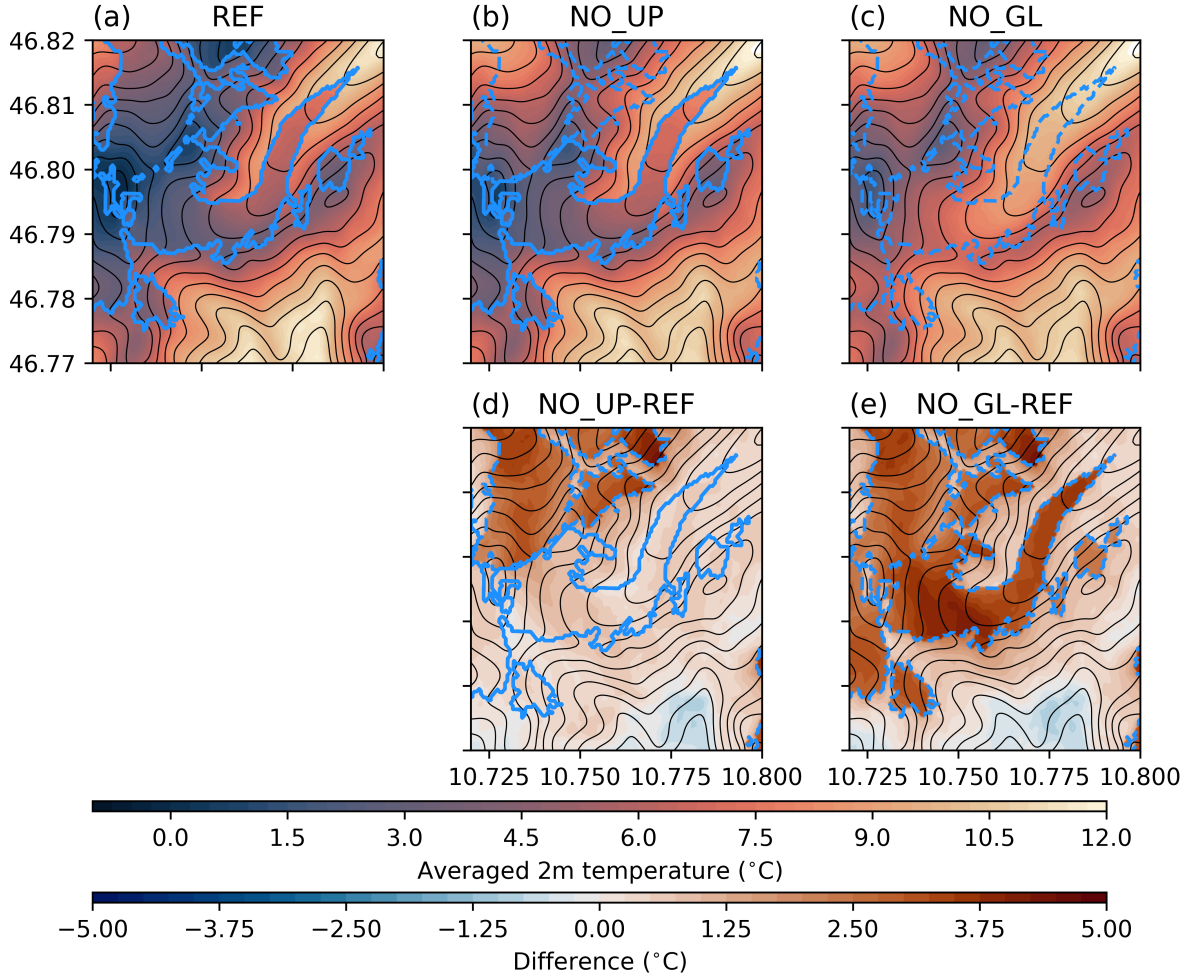 (a) REF
(b) NO_UP
(c) NO_GL
46.82
46.81
46.80
46.79
46.78
46.77
(d) NO_UP-REF
(e) NO_GL-REF
10.725 10.750 10.775 10.800
10.725 10.750 10.775 10.800
0.0 1.5 3.0 4.5 6.0 7.5 9.0 10.5 12.0
Averaged 2m temperature (°C)
−5.00 −3.75 −2.50 −1.25 0.00 1.25 2.50 3.75 5.00
Difference (°C)